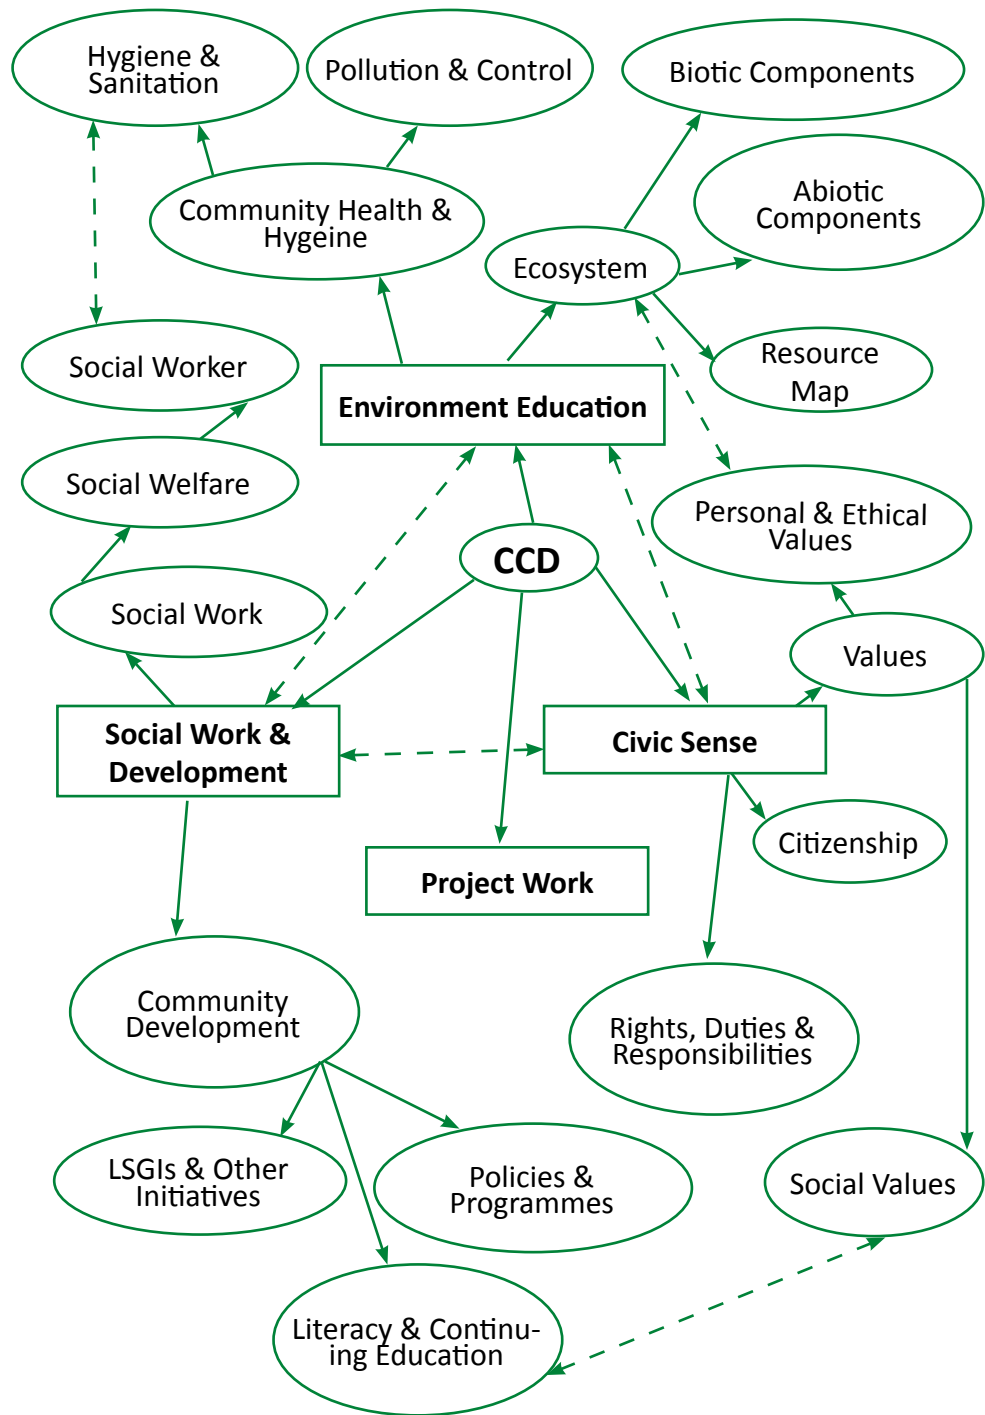 Hygiene &
Sanitation
Pollution & Control
Biotic Components
Abiotic
Components
Community Health &
Hygeine
Ecosystem
Resource
Map
Social Worker
Environment Education
Social Welfare
Personal & Ethical
Values
CCD
Social Work
Values
Social Work &
Development
Civic Sense
Citizenship
Project Work
Community
Development
Rights, Duties &
Responsibilities
LSGIs & Other
Initiatives
Policies &
Programmes
Social Values
Literacy & Continu-
ing Education